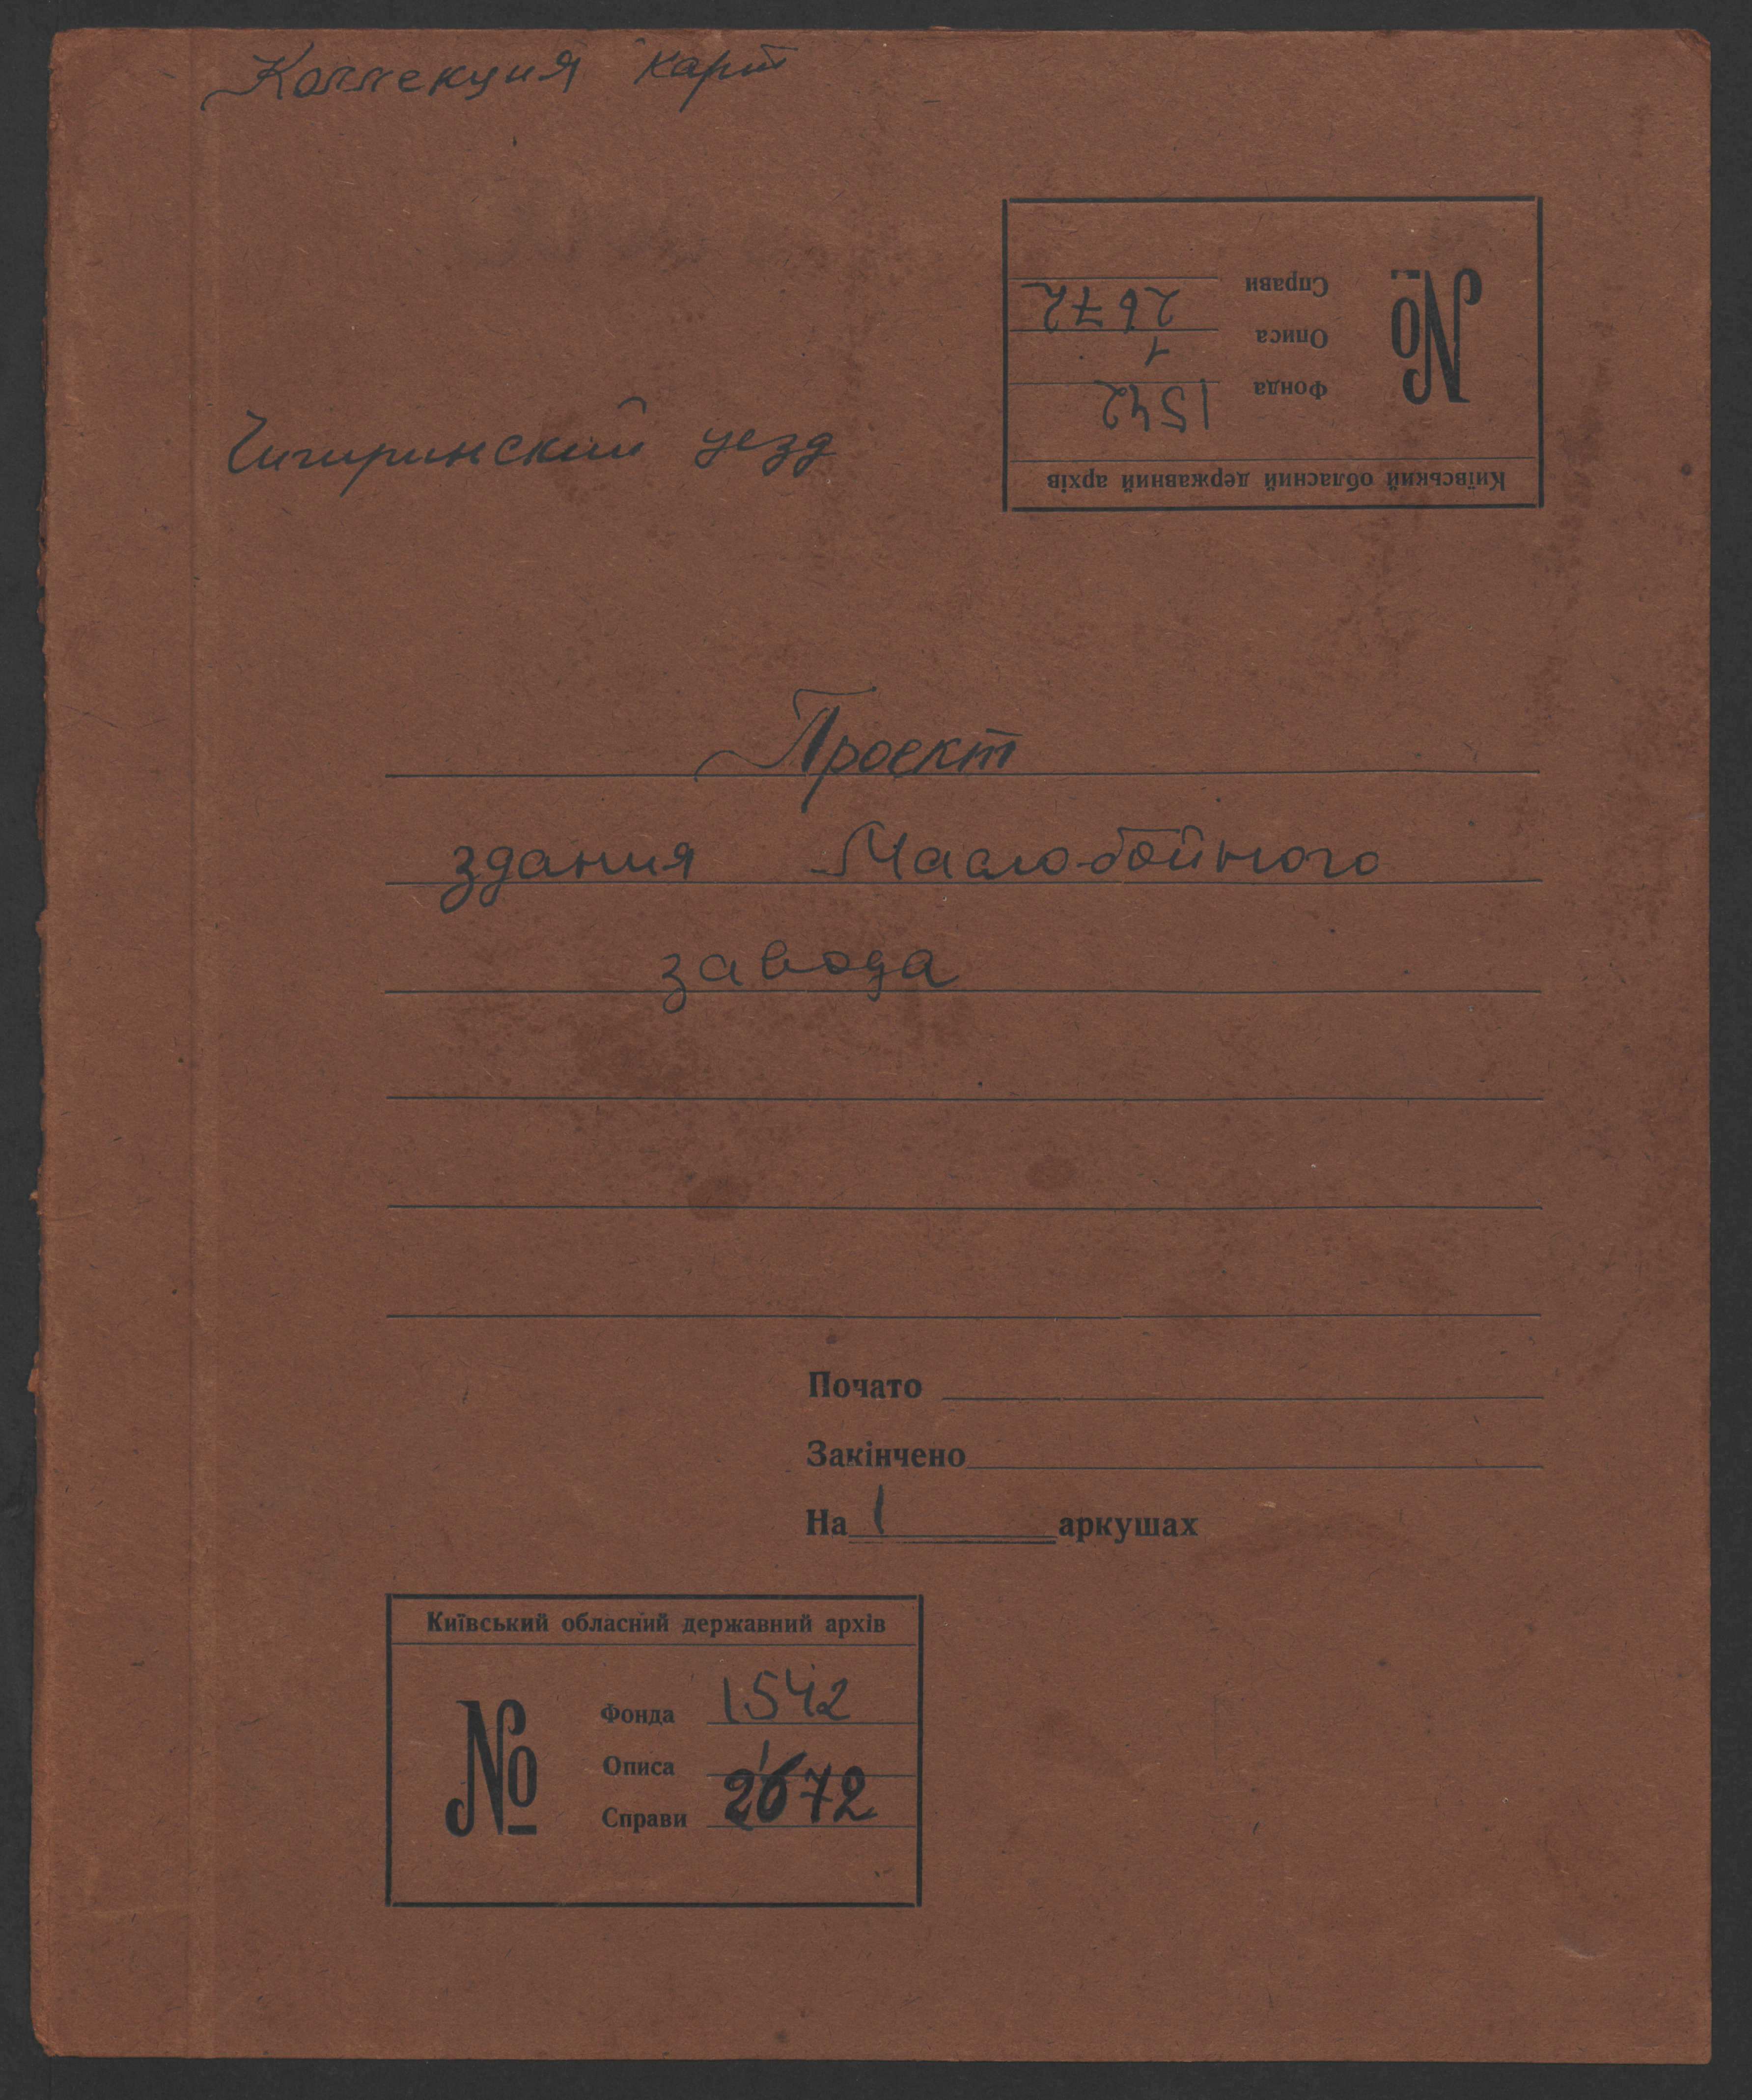 Коллекция карт
Справи
2672
Описа
1
Фонда
1542
№
Київський обласний державний архів
Чигиринский уезд
Проект
здания Маслобойного
завода
Почато
Закінчено
На 1 аркушах
Київський обласний державний архів
№
Фонда 1542
Описа 1
Справи 2672